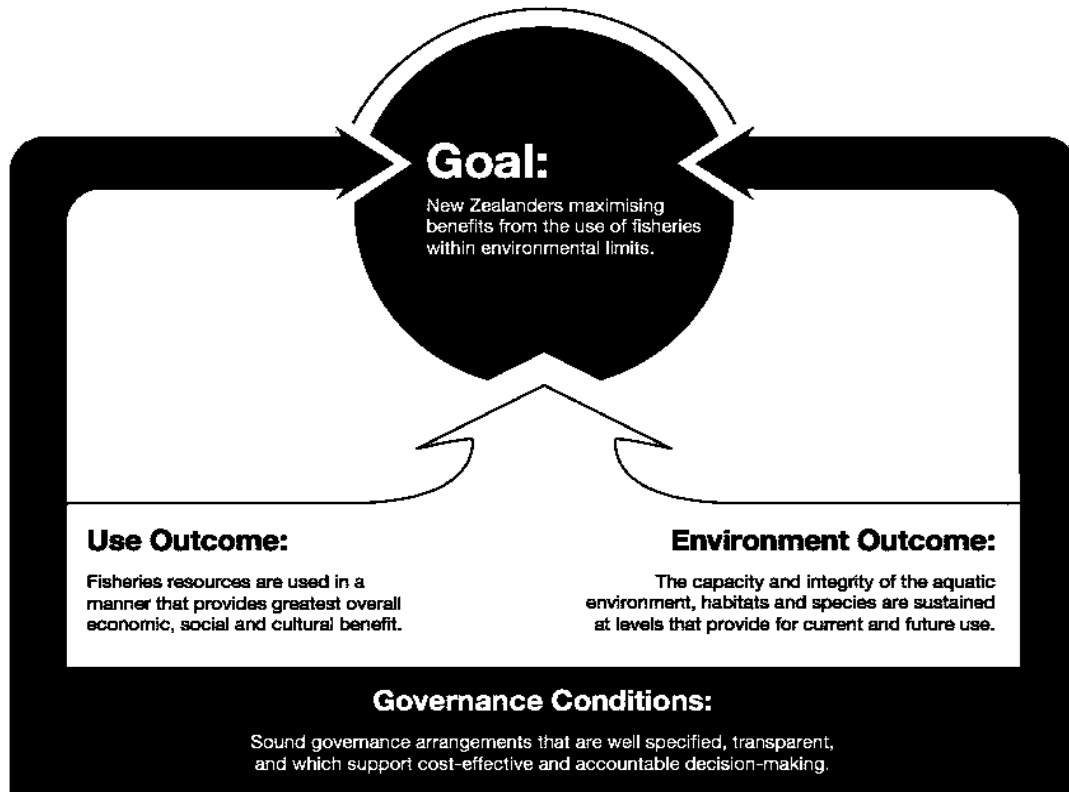 Goal:
New Zealanders maximising
benefits from the use of fisheries
within environmental limits.
Use Outcome:
Fisheries resources are used in a
manner that provides greatest overall
economic, social and cultural benefit.
Environment Outcome:
The capacity and integrity of the aquatic
environment, habitats and species are sustained
at levels that provide for current and future use.
Governance Conditions:
Sound governance arrangements that are well specified, transparent,
and which support cost-effective and accountable decision-making.